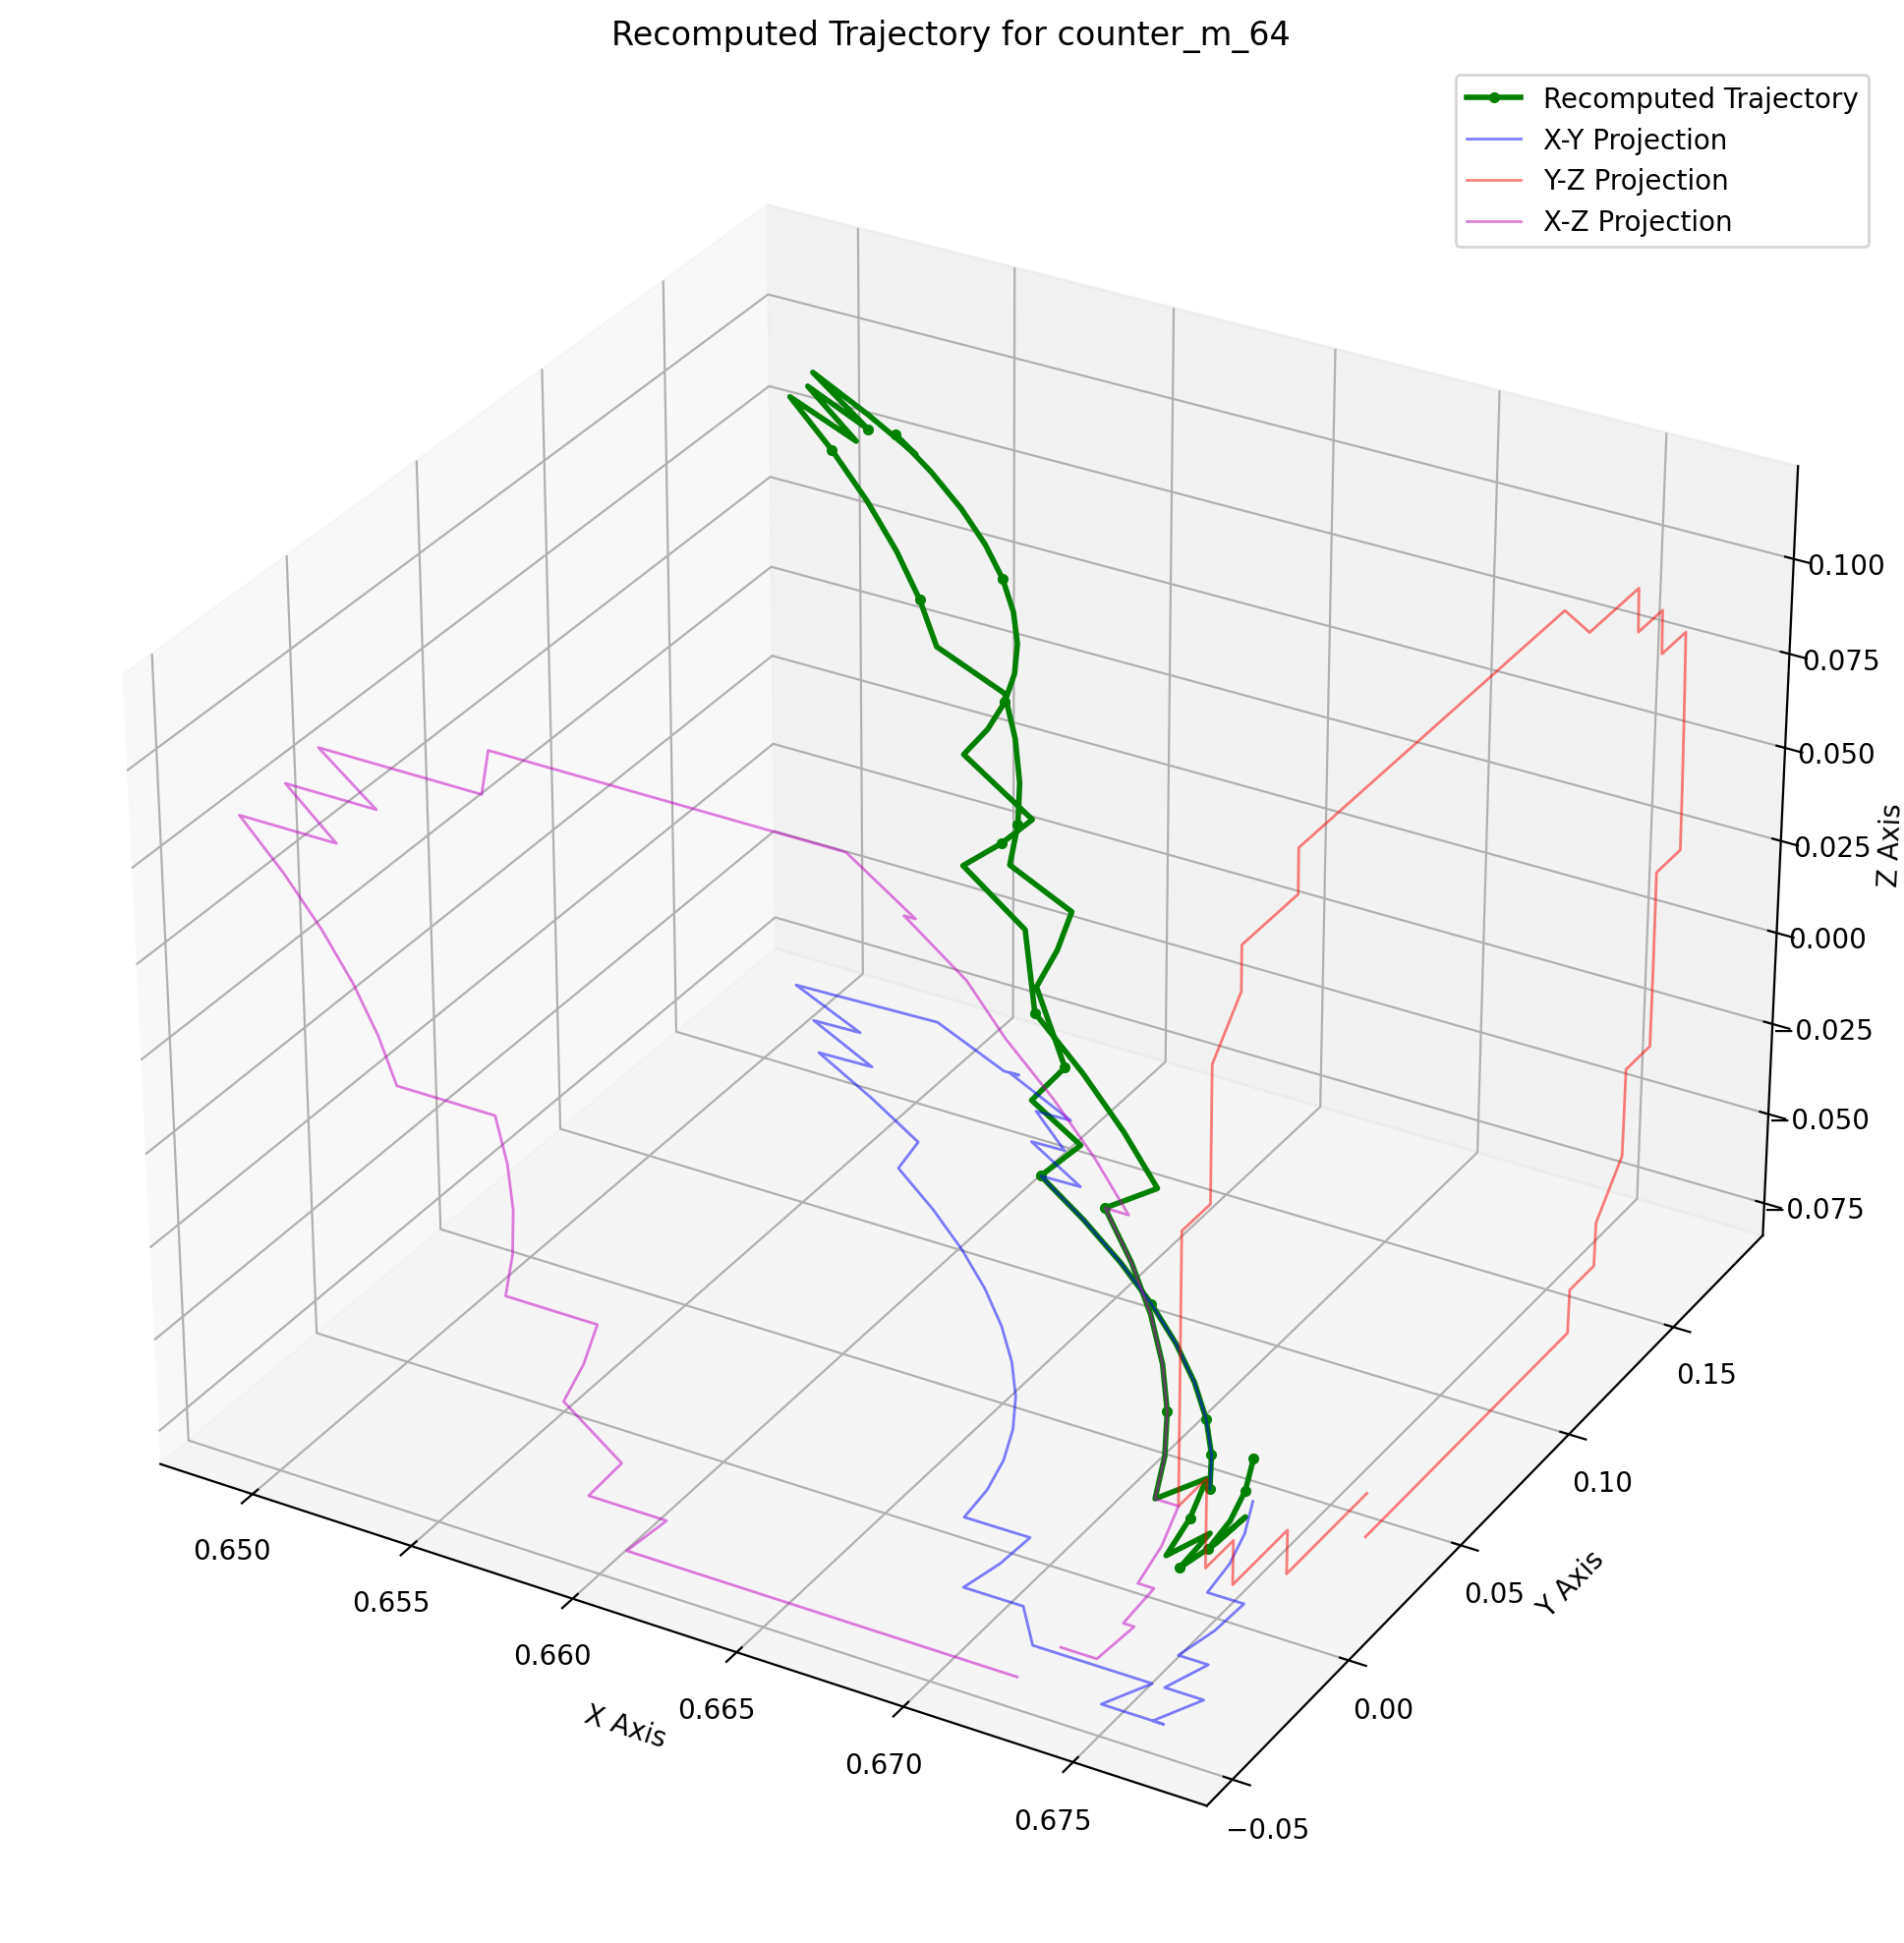 Recomputed Trajectory for counter_m_64
Recomputed Trajectory
X-Y Projection
Y-Z Projection
X-Z Projection
0.100
0.075
0.050
0.025
0.000
−0.025
−0.050
−0.075
Z Axis
0.15
0.10
0.05
0.00
−0.05
Y Axis
0.650
0.655
0.660
0.665
0.670
0.675
X Axis